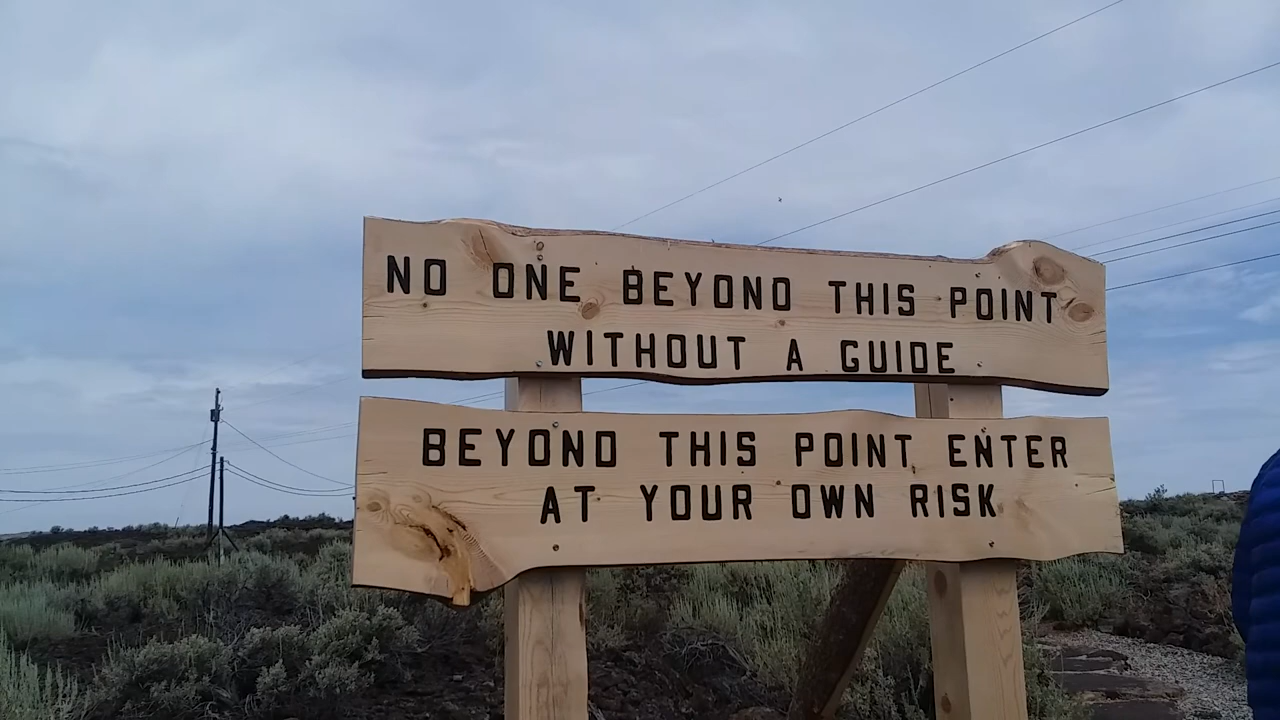 NO ONE BEYOND THIS POINT
WITHOUT A GUIDE
BEYOND THIS POINT ENTER
AT YOUR OWN RISK